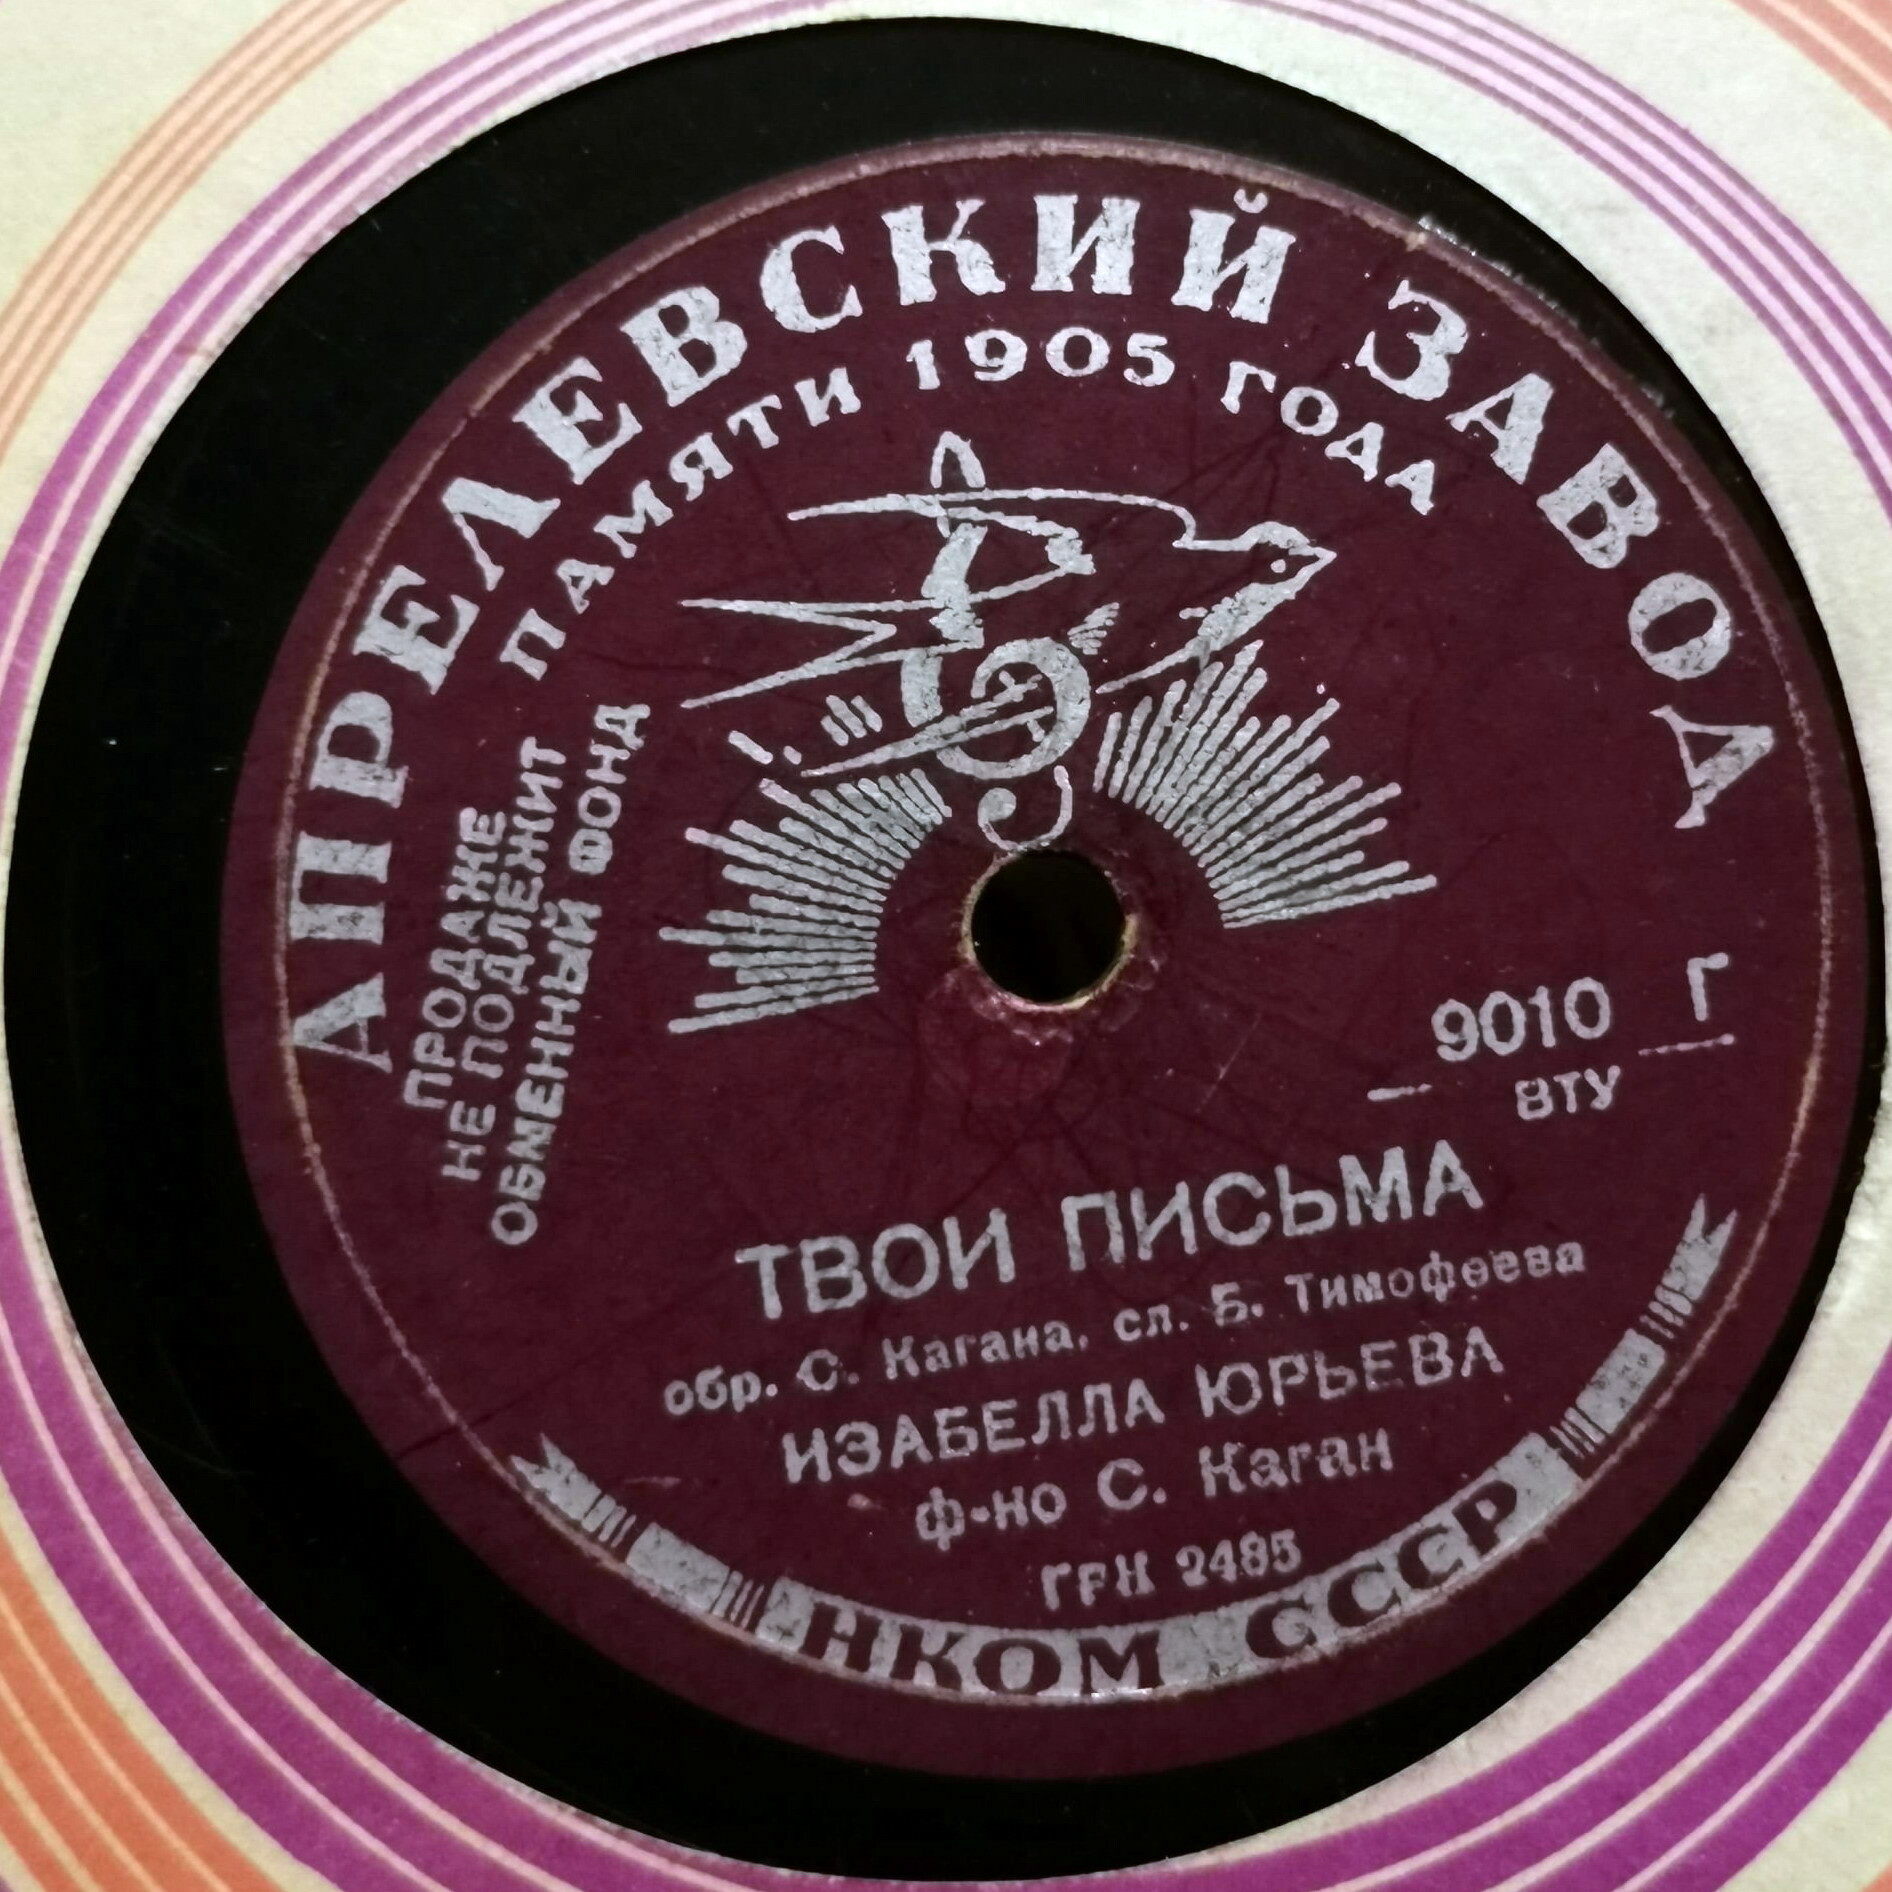 АПРЕЛЕВСКИЙ ЗАВОД
ПАМЯТИ 1905 ГОДА
ПРОДАЖЕ
НЕ ПОДЛЕЖИТ
ОБМЕННЫЙ ФОНД
9010 Г
ВТУ
ТВОИ ПИСЬМА
обр. С. Кагана, сл. Б. Тимофеева
ИЗАБЕЛЛА ЮРЬЕВА
ф-но С. Каган
ГРК 2485
НКОМ СССР